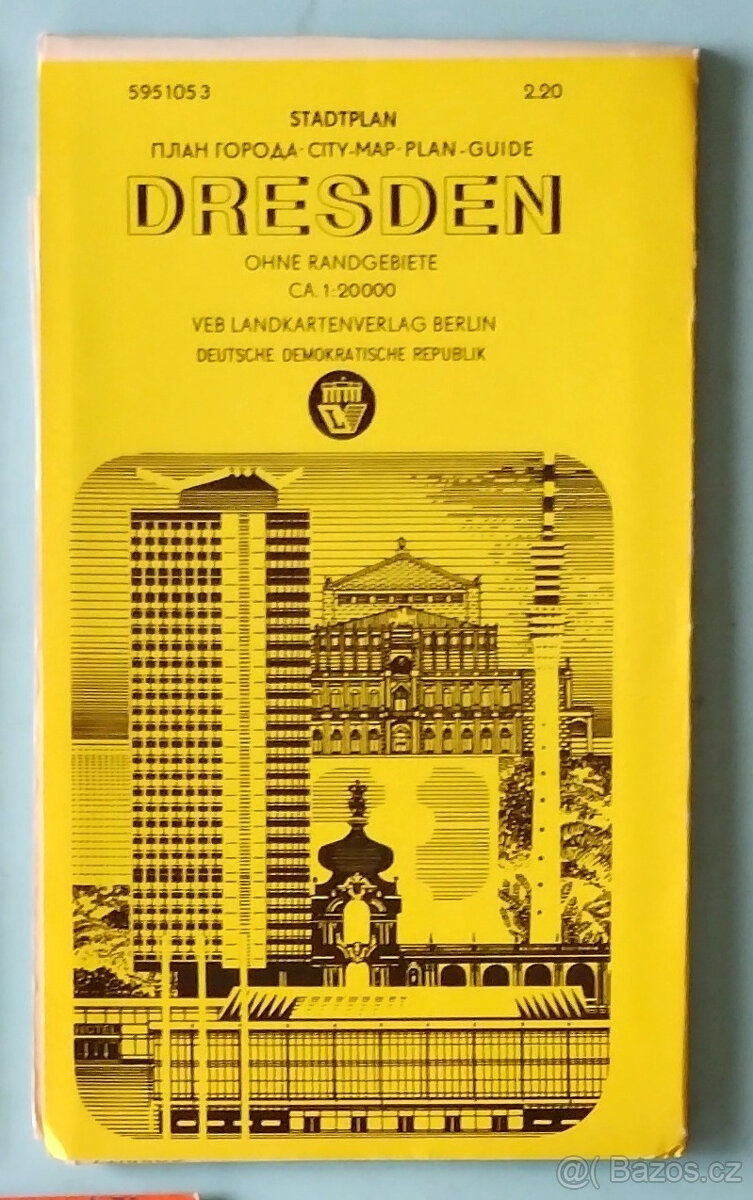 5951053 2.20
STADTPLAN
ПЛАН ГОРОДА·CITY-MAP·PLAN-GUIDE
DRESDEN
OHNE RANDGEBIETE
CA. 1:20000
VEB LANDKARTENVERLAG BERLIN
DEUTSCHE DEMOKRATISCHE REPUBLIK
LV
@( Bazos.cz